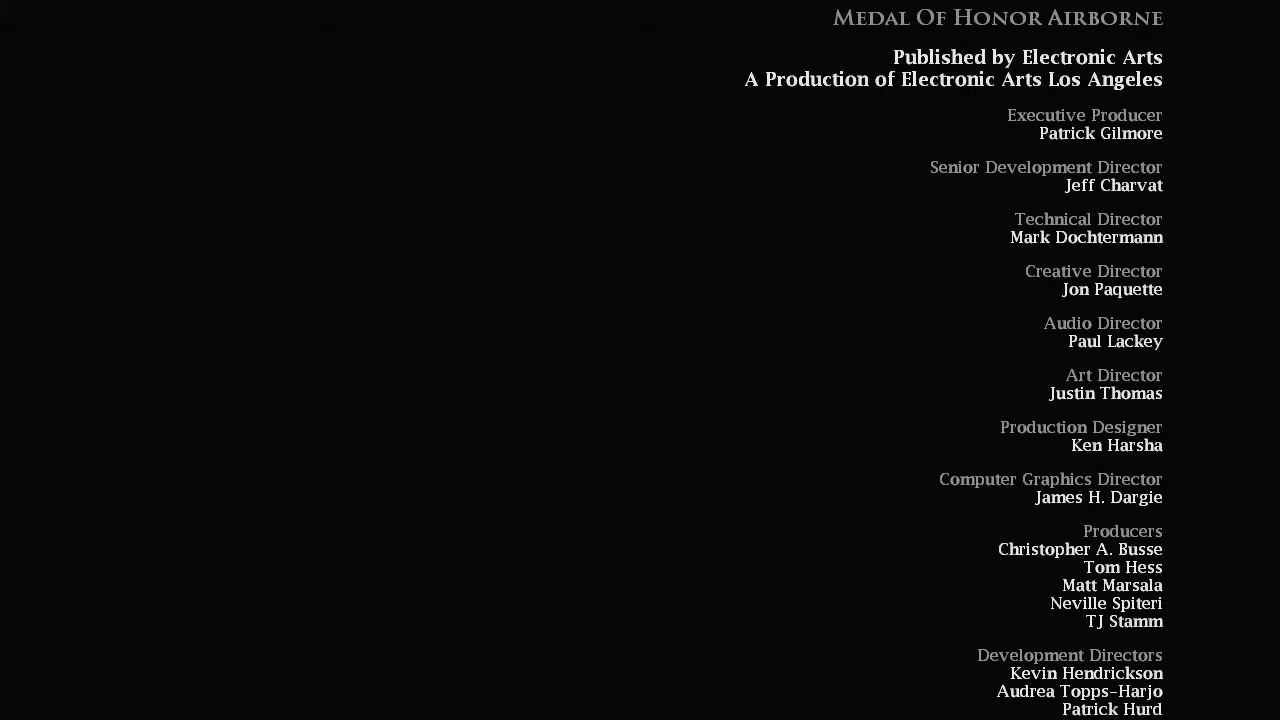 Medal Of Honor Airborne
Published by Electronic Arts
A Production of Electronic Arts Los Angeles
Executive Producer
Patrick Gilmore
Senior Development Director
Jeff Charvat
Technical Director
Mark Dochtermann
Creative Director
Jon Paquette
Audio Director
Paul Lackey
Art Director
Justin Thomas
Production Designer
Ken Harsha
Computer Graphics Director
James H. Dargie
Producers
Christopher A. Busse
Tom Hess
Matt Marsala
Neville Spiteri
TJ Stamm
Development Directors
Kevin Hendrickson
Audrea Topps-Harjo
Patrick Hurd